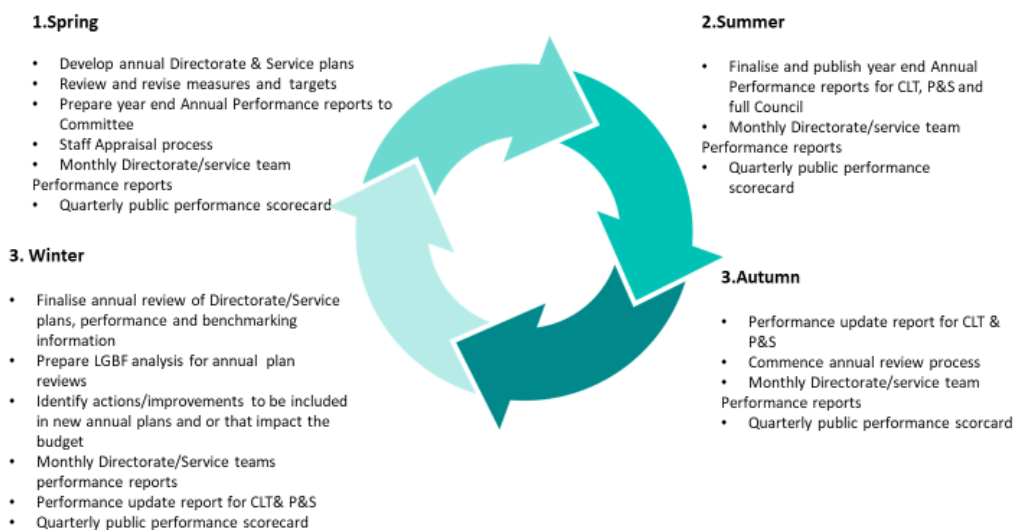 1.Spring
• Develop annual Directorate & Service plans
• Review and revise measures and targets
• Prepare year end Annual Performance reports to
Committee
• Staff Appraisal process
• Monthly Directorate/service team
Performance reports
• Quarterly public performance scorecard
2.Summer
• Finalise and publish year end Annual
Performance reports for CLT, P&S and
full Council
• Monthly Directorate/service team
Performance reports
• Quarterly public performance
scorecard
3.Autumn
• Performance update report for CLT &
P&S
• Commence annual review process
• Monthly Directorate/service team
Performance reports
• Quarterly public performance scorcard
3. Winter
• Finalise annual review of Directorate/Service
plans, performance and benchmarking
information
• Prepare LGBF analysis for annual plan
reviews
• Identify actions/improvements to be included
in new annual plans and or that impact the
budget
• Monthly Directorate/Service teams
performance reports
• Performance update report for CLT& P&S
• Quarterly public performance scorecard